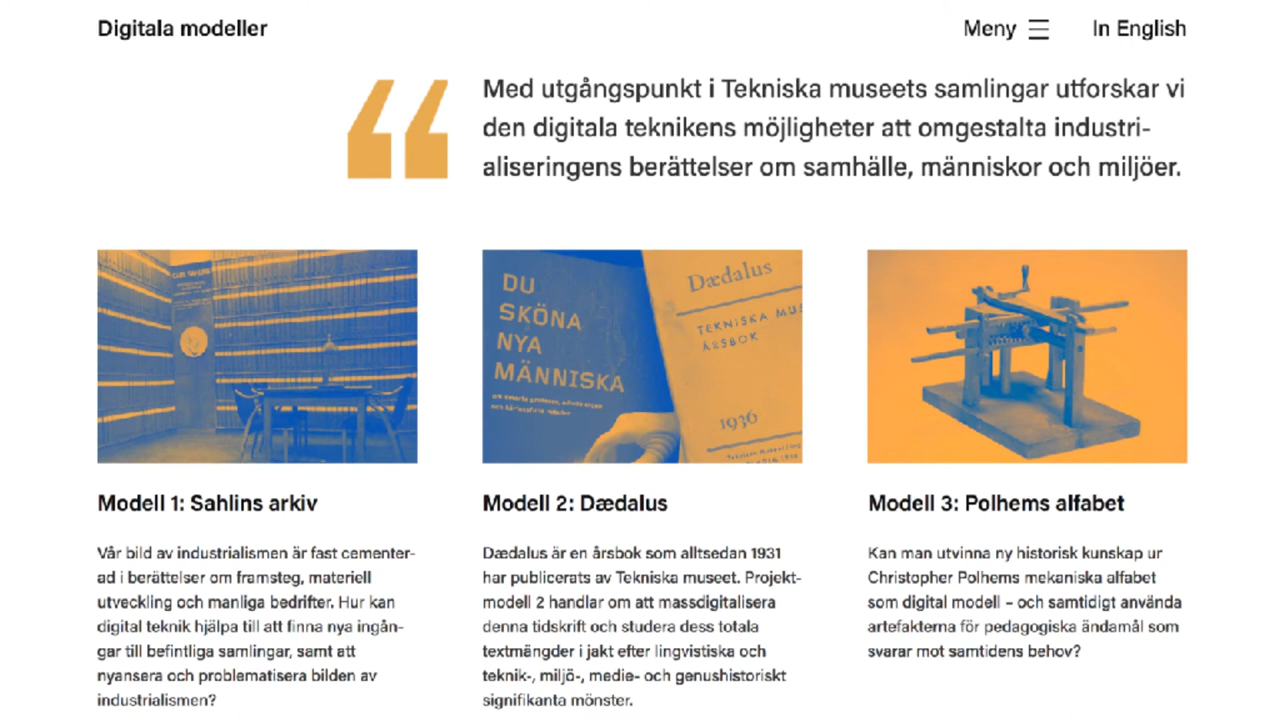 Digitala modeller
Meny
In English
Med utgångspunkt i Tekniska museets samlingar utforskar vi
den digitala teknikens möjligheter att omgestalta industri-
aliseringens berättelser om samhälle, människor och miljöer.
DU
SKÖNA
NYA
MÄNNISKA
Dædalus
TEKNISKA MUS
ÅRSBOK
1936
Modell 1: Sahlins arkiv
Vår bild av industrialismen är fast cementer-
ad i berättelser om framsteg, materiell
utveckling och manliga bedrifter. Hur kan
digital teknik hjälpa till att finna nya ingån-
gar till befintliga samlingar, samt att
nyansera och problematisera bilden av
industrialismen?
Modell 2: Dædalus
Dædalus är en årsbok som alltsedan 1931
har publicerats av Tekniska museet. Projekt-
modell 2 handlar om att massdigitalisera
denna tidskrift och studera dess totala
textmängder i jakt efter lingvistiska och
teknik-, miljö-, medie- och genushistoriskt
signifikanta mönster.
Modell 3: Polhems alfabet
Kan man utvinna ny historisk kunskap ur
Christopher Polhems mekaniska alfabet
som digital modell – och samtidigt använda
artefakterna för pedagogiska ändamål som
svarar mot samtidens behov?